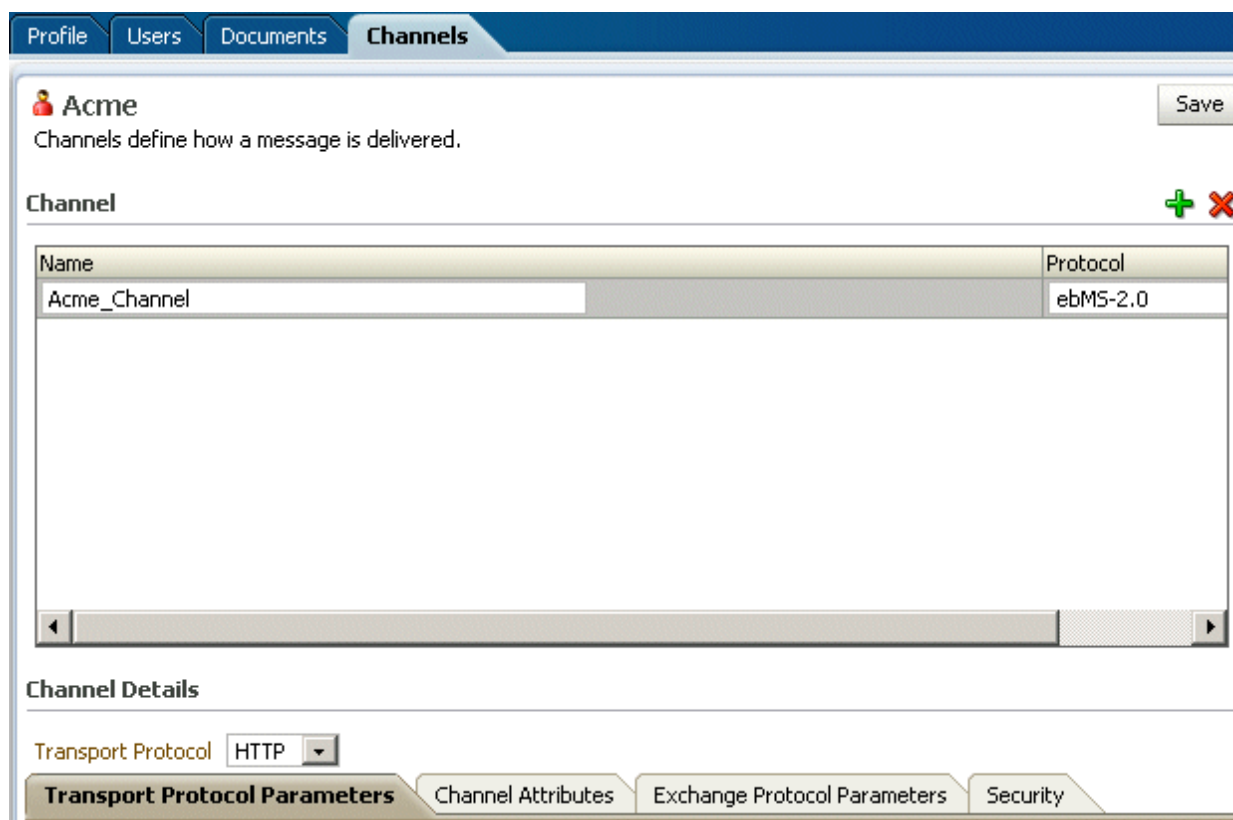 Profile Users Documents Channels
Acme
Save
Channels define how a message is delivered.
Channel
Name Protocol
Acme_Channel ebMS-2.0
Channel Details
Transport Protocol HTTP
Transport Protocol Parameters Channel Attributes Exchange Protocol Parameters Security